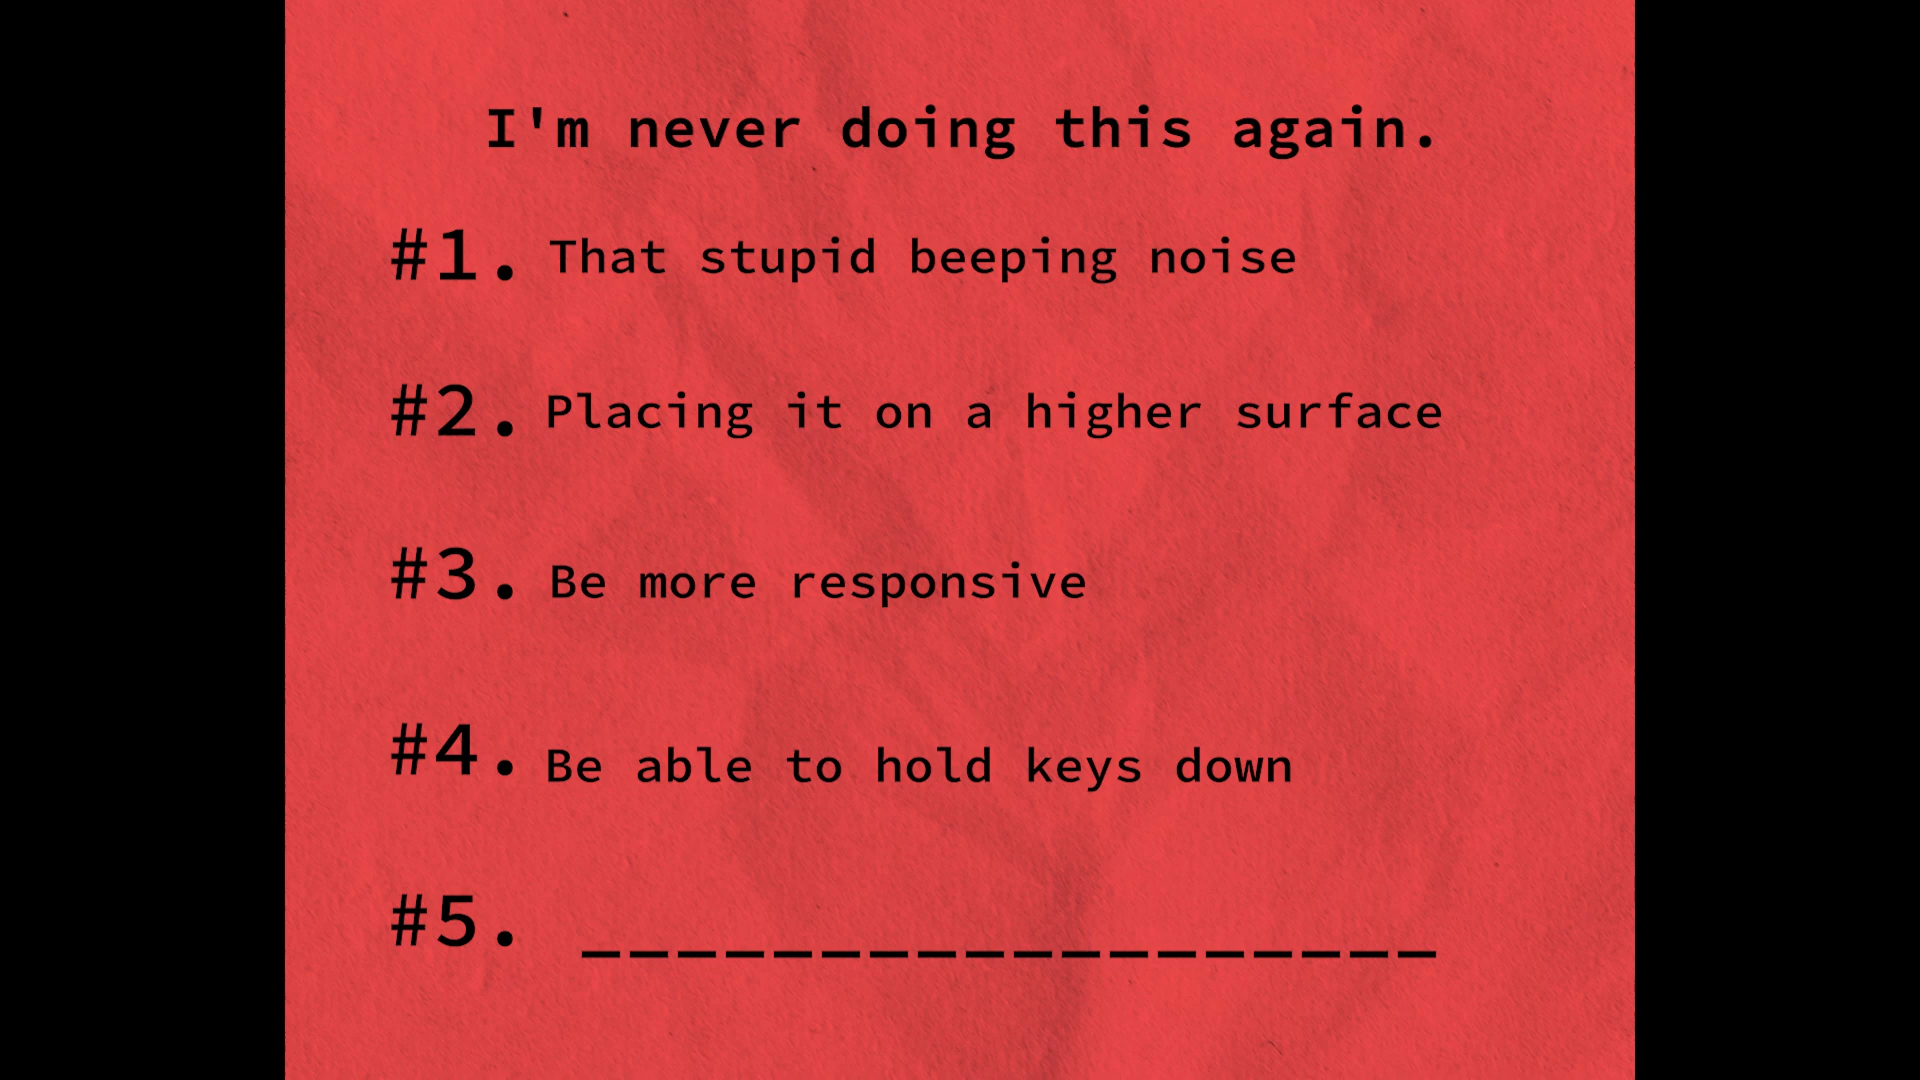 I'm never doing this again.
#1. That stupid beeping noise
#2. Placing it on a higher surface
#3. Be more responsive
#4. Be able to hold keys down
#5. __________________